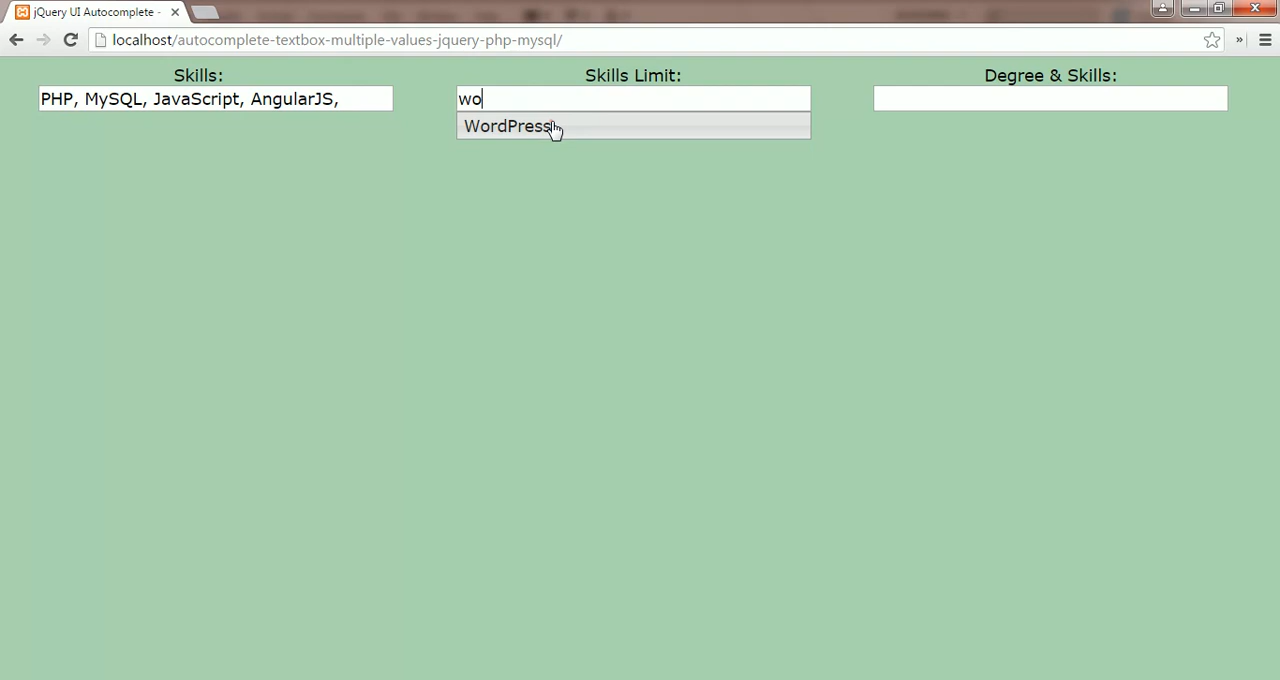 jQuery UI Autocomplete -
localhost/autocomplete-textbox-multiple-values-jquery-php-mysql/
Skills:
PHP, MySQL, JavaScript, AngularJS,
Skills Limit:
wo
WordPress
Degree & Skills: